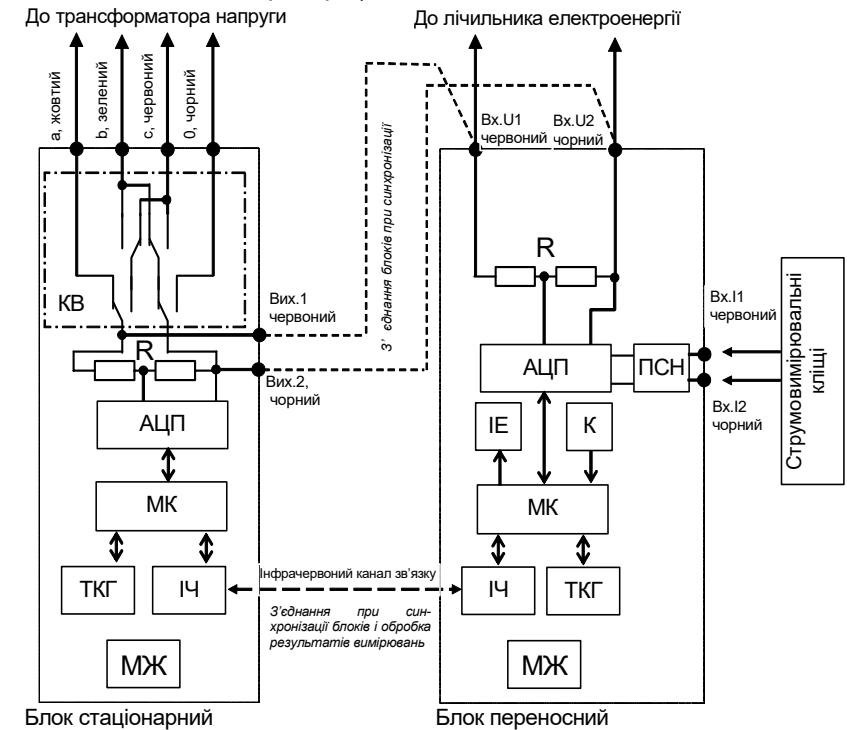 До трансформатора напруги
До лічильника електроенергії
а, жовтий
b, зелений
с, червоний
0, чорний
Вх.U1
червоний
Вх.U2
чорний
З' єднання блоків при синхронізації
R
КВ
Вих.1
червоний
R
Вих.2,
чорний
АЦП
АЦП
ПСН
Вх.I1
червоний
Вх.I2
чорний
Струмовимірювальні
кліщі
ІЕ
К
МК
МК
ТКГ
ІЧ
Інфрачервоний канал зв'язку
ІЧ
ТКГ
З'єднання при син-
хронізації блоків і обробка
результатів вимірювань
МЖ
МЖ
Блок стаціонарний
Блок переносний